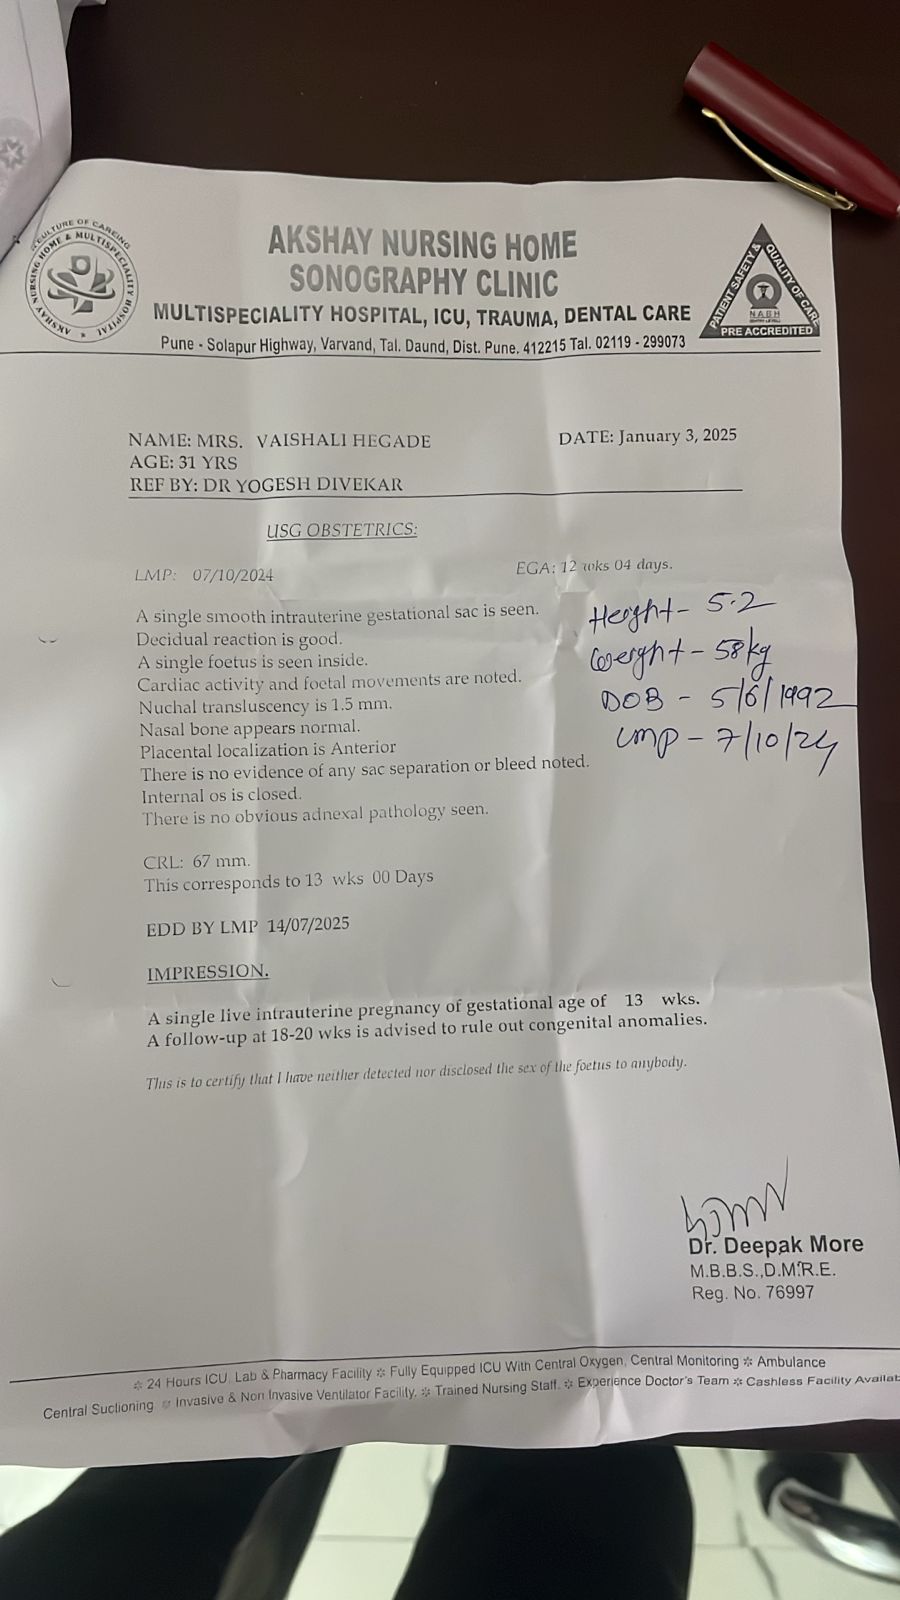 CULTURE OF CAREING
AKSHAY NURSING HOME & MULTISPECIALITY HOSPITAL
AKSHAY NURSING HOME
SONOGRAPHY CLINIC
MULTISPECIALITY HOSPITAL, ICU, TRAUMA, DENTAL CARE
Pune - Solapur Highway, Varvand, Tal. Daund, Dist. Pune. 412215 Tal. 02119 - 299073
PATIENT SAFETY &
QUALITY OF CARE
NABH
PRE ACCREDITED
NAME: MRS. VAISHALI HEGADE DATE: January 3, 2025
AGE: 31 YRS
REF BY: DR YOGESH DIVEKAR
USG OBSTETRICS:
LMP: 07/10/2024 EGA: 12 wks 04 days.
A single smooth intrauterine gestational sac is seen.
Decidual reaction is good.
A single foetus is seen inside.
Cardiac activity and foetal movements are noted.
Nuchal transluscency is 1.5 mm.
Nasal bone appears normal.
Placental localization is Anterior
There is no evidence of any sac separation or bleed noted.
Internal os is closed.
There is no obvious adnexal pathology seen.
Height - 5.2
Weight - 58kg
DOB - 5/6/1992
LMP - 7/10/24
CRL: 67 mm.
This corresponds to 13 wks 00 Days
EDD BY LMP 14/07/2025
IMPRESSION.
A single live intrauterine pregnancy of gestational age of 13 wks.
A follow-up at 18-20 wks is advised to rule out congenital anomalies.
This is to certify that I have neither detected nor disclosed the sex of the foetus to anybody.
Dr. Deepak More
M.B.B.S.,D.M.R.E.
Reg. No. 76997
❊ 24 Hours ICU, Lab & Pharmacy Facility ❊ Fully Equipped ICU With Central Oxygen, Central Monitoring ❊ Ambulance
Central Suctioning ❊ Invasive & Non Invasive Ventilator Facility, ❊ Trained Nursing Staff. ❊ Experience Doctor's Team ❊ Cashless Facility Availab